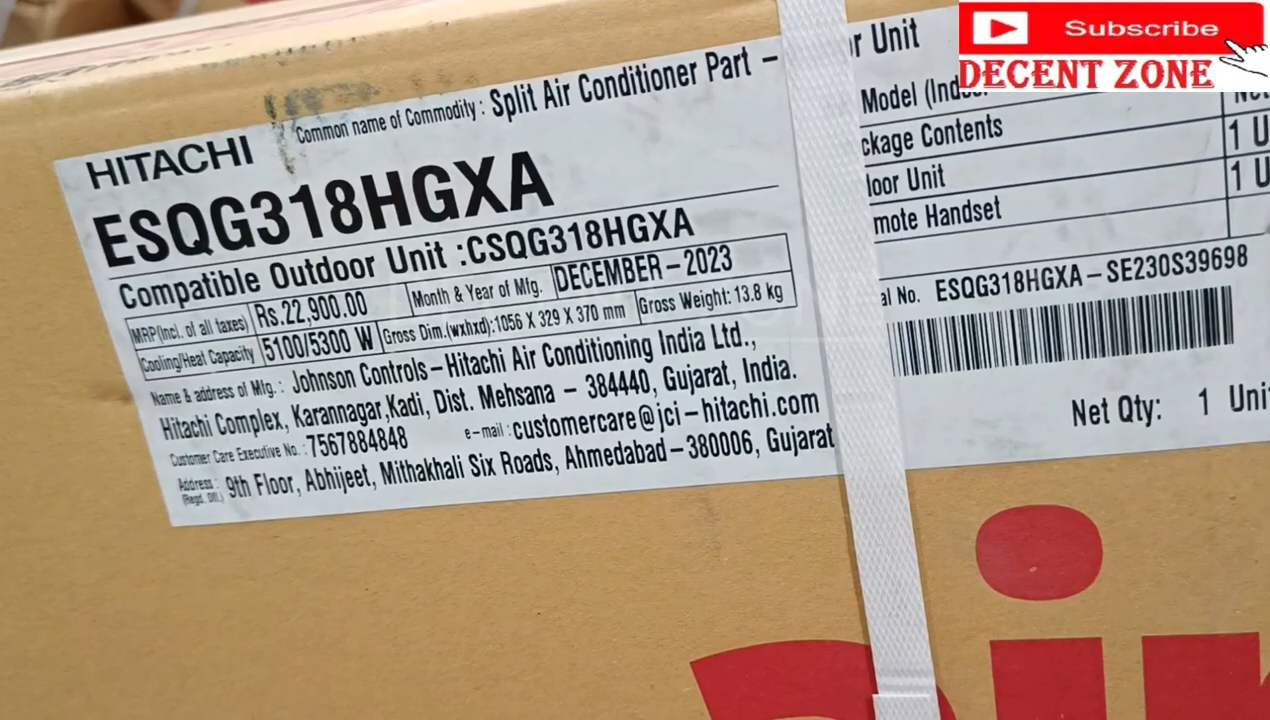 Subscribe
DECENT ZONE
HITACHI
Common name of Commodity : Split Air Conditioner Part –
r Unit
ESQG318HGXA
Compatible Outdoor Unit :CSQG318HGXA
MRP(Incl. of all taxes) Rs.22,900.00 Month & Year of Mfg. DECEMBER–2023
Cooling/Heat Capacity 5100/5300 W Gross Dim.(wxhxd):1056 X 329 X 370 mm Gross Weight: 13.8 kg
Name & address of Mfg. : Johnson Controls–Hitachi Air Conditioning India Ltd.,
Hitachi Complex, Karannagar,Kadi, Dist. Mehsana – 384440, Gujarat, India.
Customer Care Executive No. :7567884848 e–mail :customercare@jci–hitachi.com
Address : 9th Floor, Abhijeet, Mithakhali Six Roads, Ahmedabad–380006, Gujarat
(Regd. Off.)
Model (Indo
ckage Contents
loor Unit 1 U
mote Handset 1 U
al No. ESQG318HGXA–SE230S39698
Net Qty: 1 Unit
air